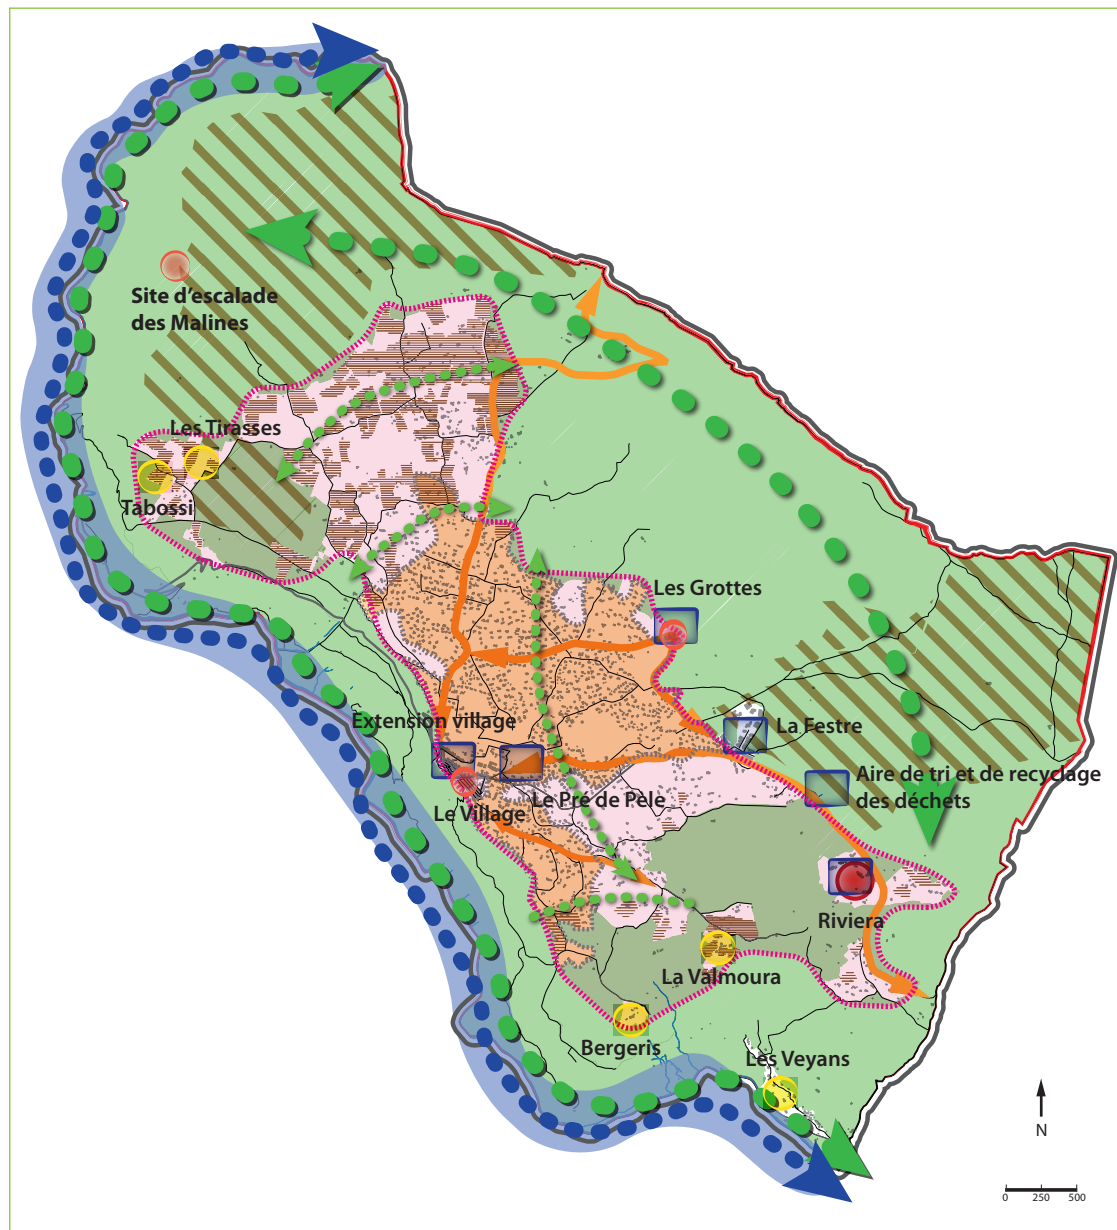 Site d'escalade
des Malines
Les Tirasses
Tabossi
Les Grottes
Extension village
La Festre
Aire de tri et de recyclage
des déchets
Le Pré de Pèle
Le Village
Riviera
La Valmoura
Bergeris
Les Veyans
N
0 250 500